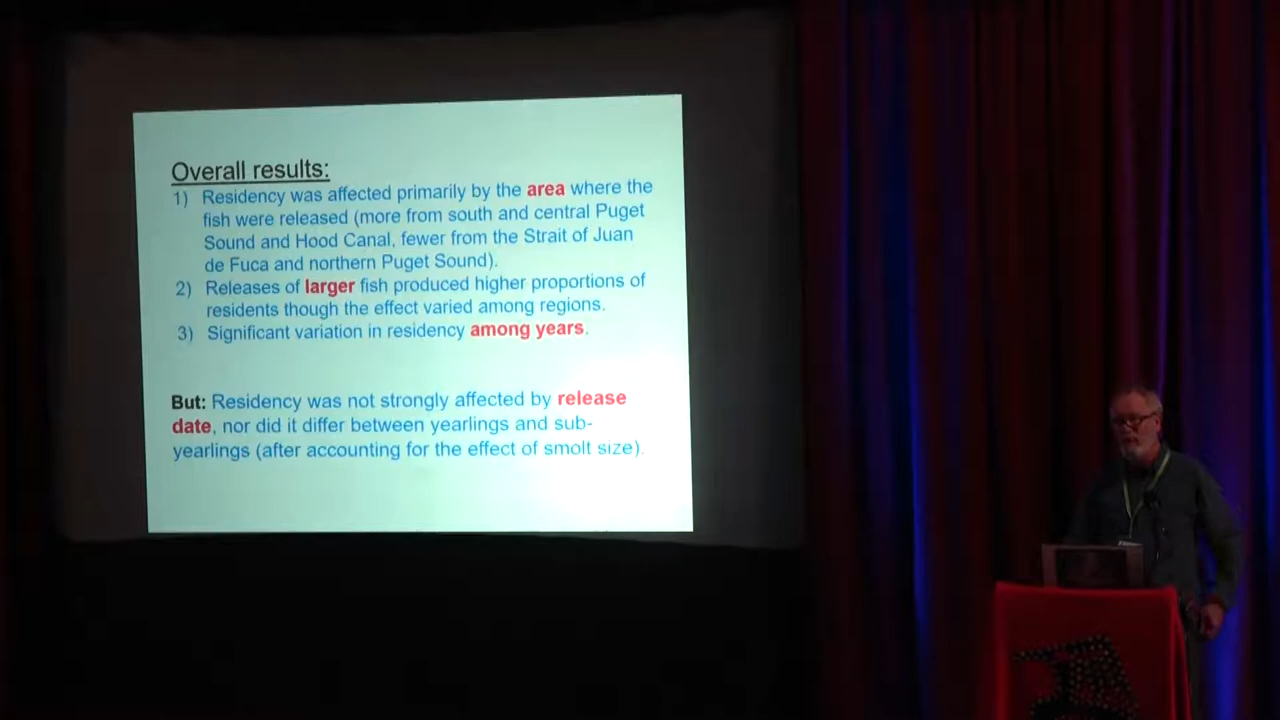 Overall results:
1) Residency was affected primarily by the area where the
fish were released (more from south and central Puget
Sound and Hood Canal, fewer from the Strait of Juan
de Fuca and northern Puget Sound).
2) Releases of larger fish produced higher proportions of
residents though the effect varied among regions.
3) Significant variation in residency among years.
But: Residency was not strongly affected by release
date, nor did it differ between yearlings and sub-
yearlings (after accounting for the effect of smolt size).